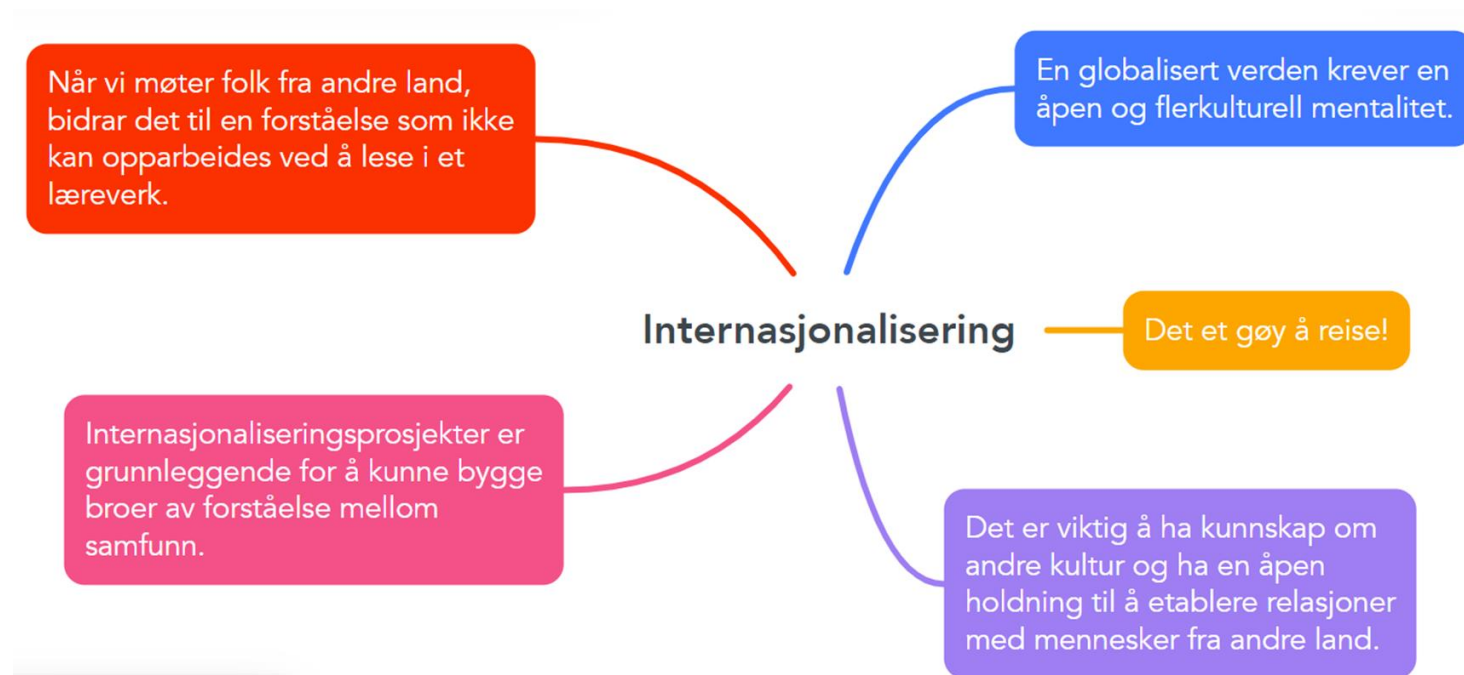 Når vi møter folk fra andre land,
bidrar det til en forståelse som ikke
kan opparbeides ved å lese i et
læreverk.
En globalisert verden krever en
åpen og flerkulturell mentalitet.
Internasjonalisering
Det et gøy å reise!
Internasjonaliseringsprosjekter er
grunnleggende for å kunne bygge
broer av forståelse mellom
samfunn.
Det er viktig å ha kunnskap om
andre kultur og ha en åpen
holdning til å etablere relasjoner
med mennesker fra andre land.